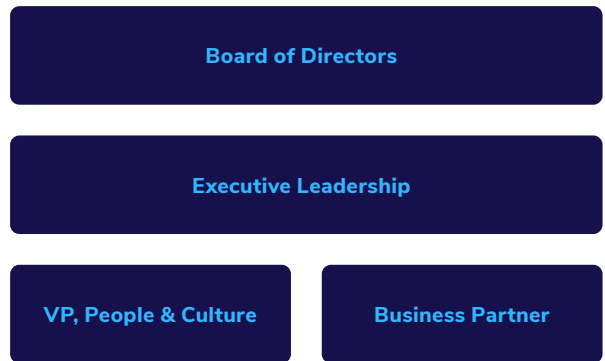 Board of Directors
Executive Leadership
VP, People & Culture
Business Partner